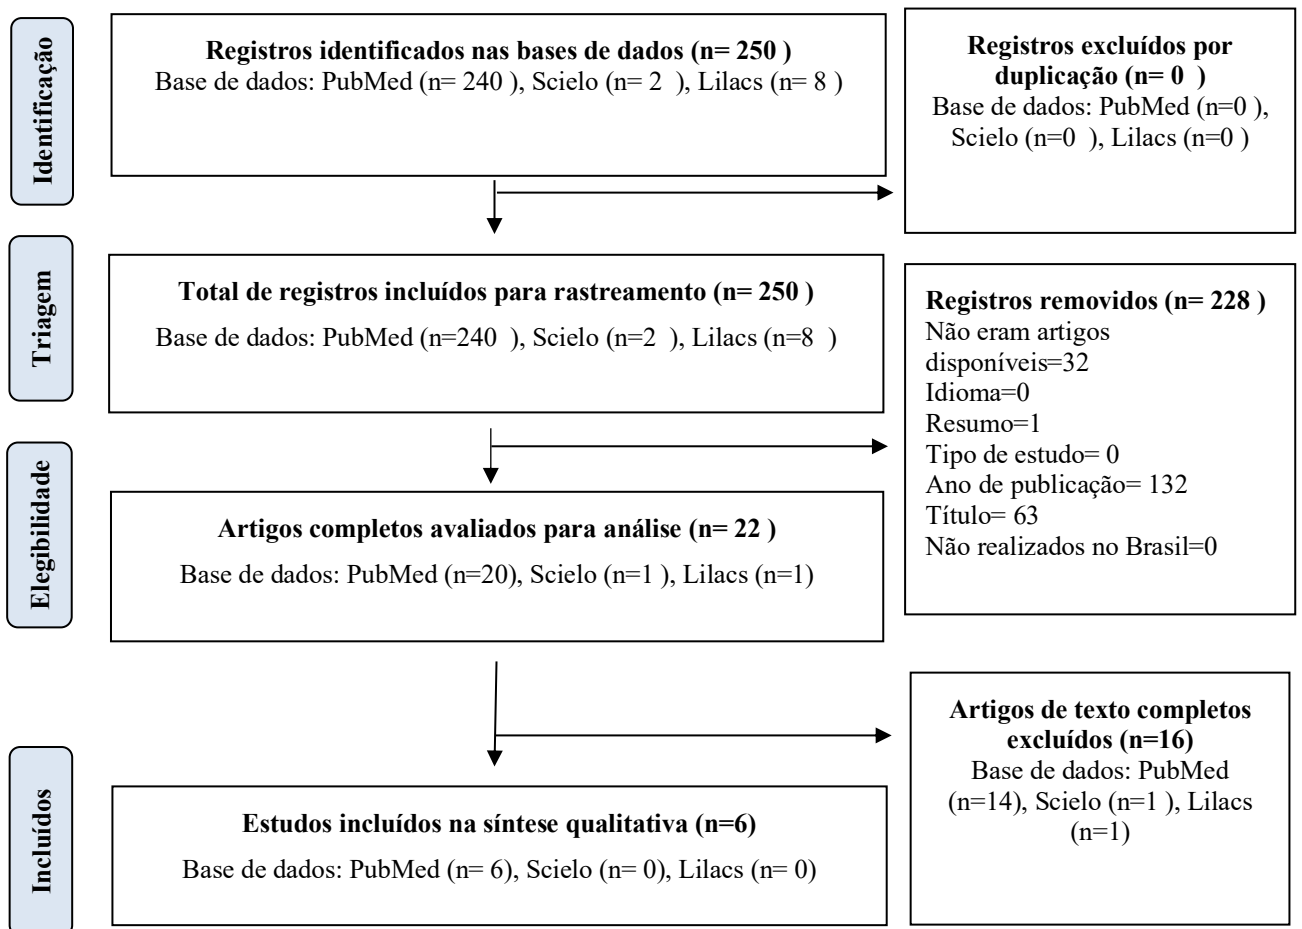 Identificação
Registros identificados nas bases de dados (n= 250 )
Base de dados: PubMed (n= 240 ), Scielo (n= 2  ), Lilacs (n= 8 )
Registros excluídos por
duplicação (n= 0  )
Base de dados: PubMed (n=0 ),
Scielo (n=0  ), Lilacs (n=0 )
Triagem
Total de registros incluídos para rastreamento (n= 250 )
Base de dados: PubMed (n=240  ), Scielo (n=2  ), Lilacs (n=8  )
Registros removidos (n= 228 )
Não eram artigos
disponíveis=32
Idioma=0
Resumo=1
Tipo de estudo= 0
Ano de publicação= 132
Título= 63
Não realizados no Brasil=0
Elegibilidade
Artigos completos avaliados para análise (n= 22 )
Base de dados: PubMed (n=20), Scielo (n=1 ), Lilacs (n=1)
Artigos de texto completos
excluídos (n=16)
Base de dados: PubMed
(n=14), Scielo (n=1 ), Lilacs
(n=1)
Incluídos
Estudos incluídos na síntese qualitativa (n=6)
Base de dados: PubMed (n= 6), Scielo (n= 0), Lilacs (n= 0)